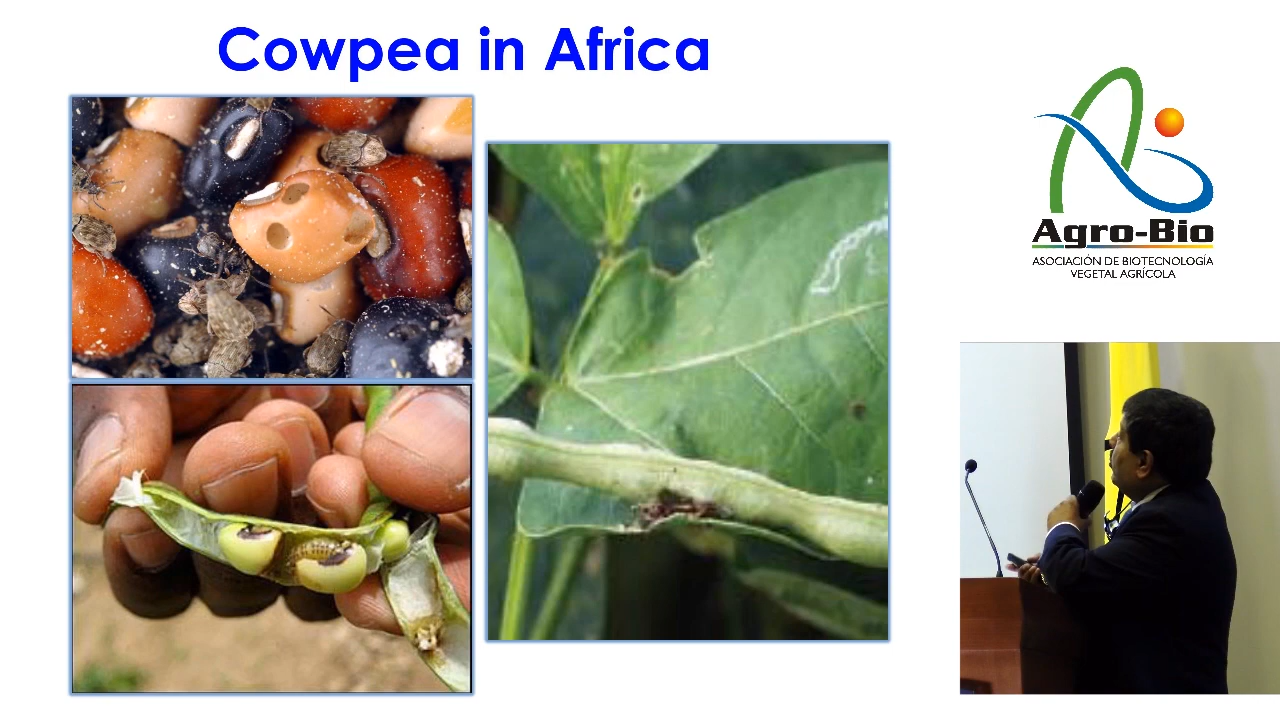 Cowpea in Africa
Agro-Bio
ASOCIACIÓN DE BIOTECNOLOGÍA
VEGETAL AGRÍCOLA